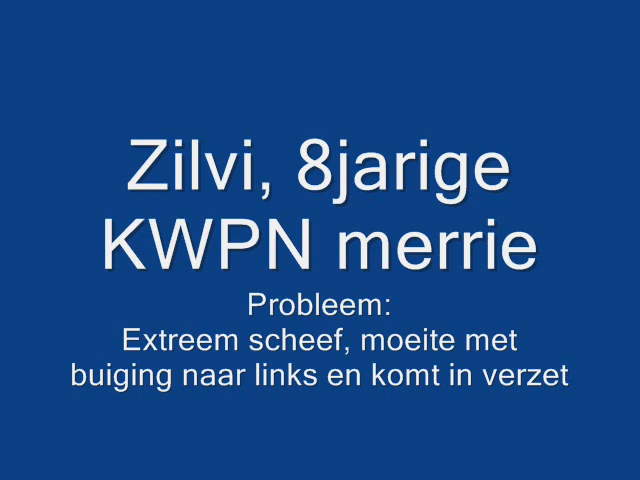 Zilvi, 8jarige
KWPN merrie
Probleem:
Extreem scheef, moeite met
buiging naar links en komt in verzet